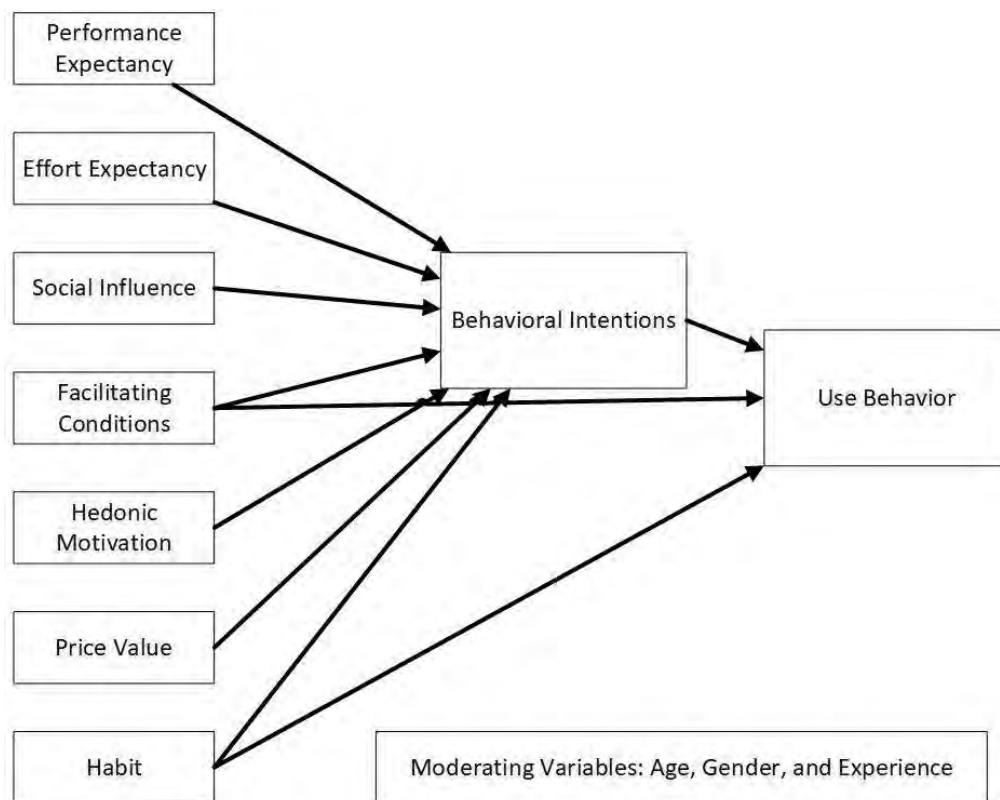 Performance
Expectancy
Effort Expectancy
Social Influence
Behavioral Intentions
Facilitating
Conditions
Use Behavior
Hedonic
Motivation
Price Value
Habit
Moderating Variables: Age, Gender, and Experience